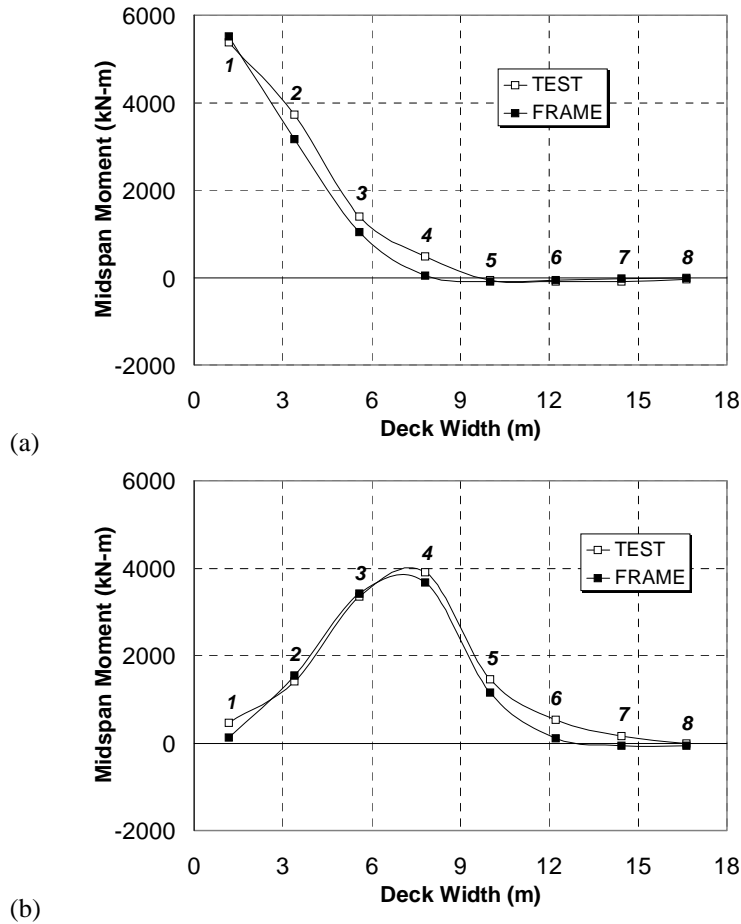 6000
4000
2000
0
-2000
Midspan Moment (kN-m)
1
2
3
4
5
6
7
8
TEST
FRAME
0 3 6 9 12 15 18
Deck Width (m)
(a)
6000
4000
2000
0
-2000
Midspan Moment (kN-m)
1
2
3
4
5
6
7
8
TEST
FRAME
0 3 6 9 12 15 18
Deck Width (m)
(b)